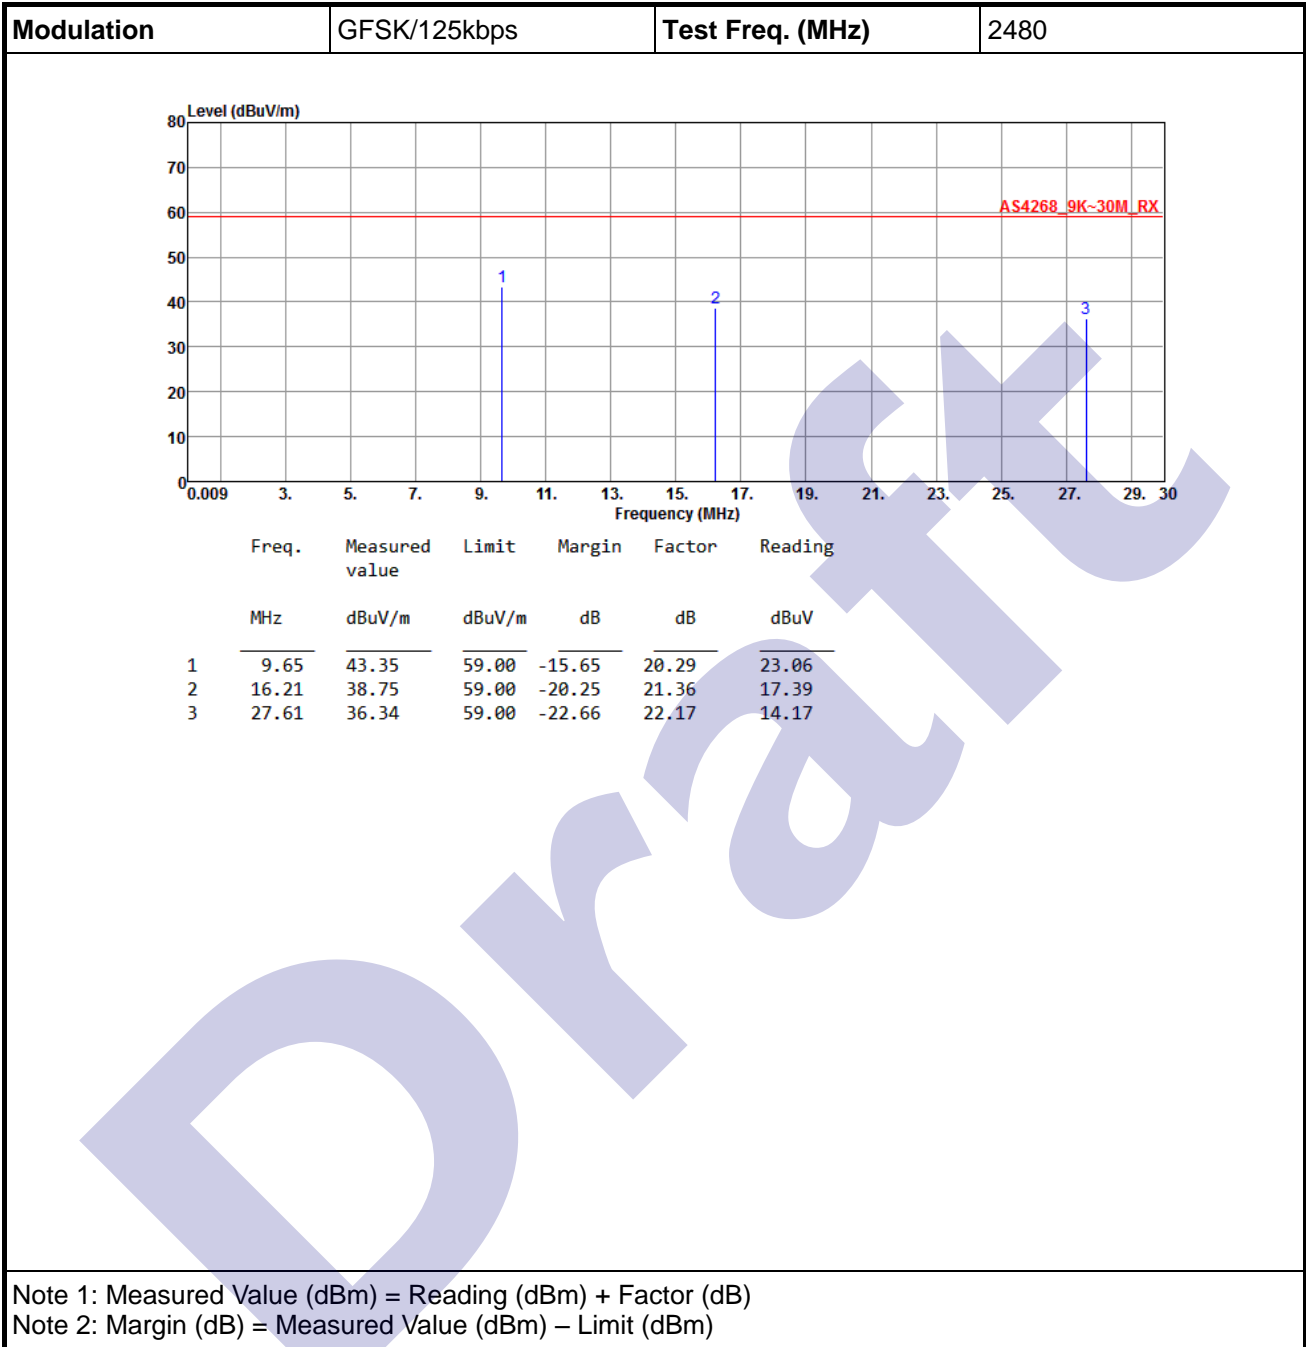 Modulation GFSK/125kbps Test Freq. (MHz) 2480
Level (dBuV/m)
80
70
60
AS4268_9K~30M_RX
50
1
40
2
3
30
20
10
0
0.009 3. 5. 7. 9. 11. 13. 15. 17. 19. 21. 23. 25. 27. 29. 30
Frequency (MHz)
Freq. Measured Limit Margin Factor Reading
value
MHz dBuV/m dBuV/m dB dB dBuV
1 9.65 43.35 59.00 -15.65 20.29 23.06
2 16.21 38.75 59.00 -20.25 21.36 17.39
3 27.61 36.34 59.00 -22.66 22.17 14.17
Draft
Note 1: Measured Value (dBm) = Reading (dBm) + Factor (dB)
Note 2: Margin (dB) = Measured Value (dBm) – Limit (dBm)